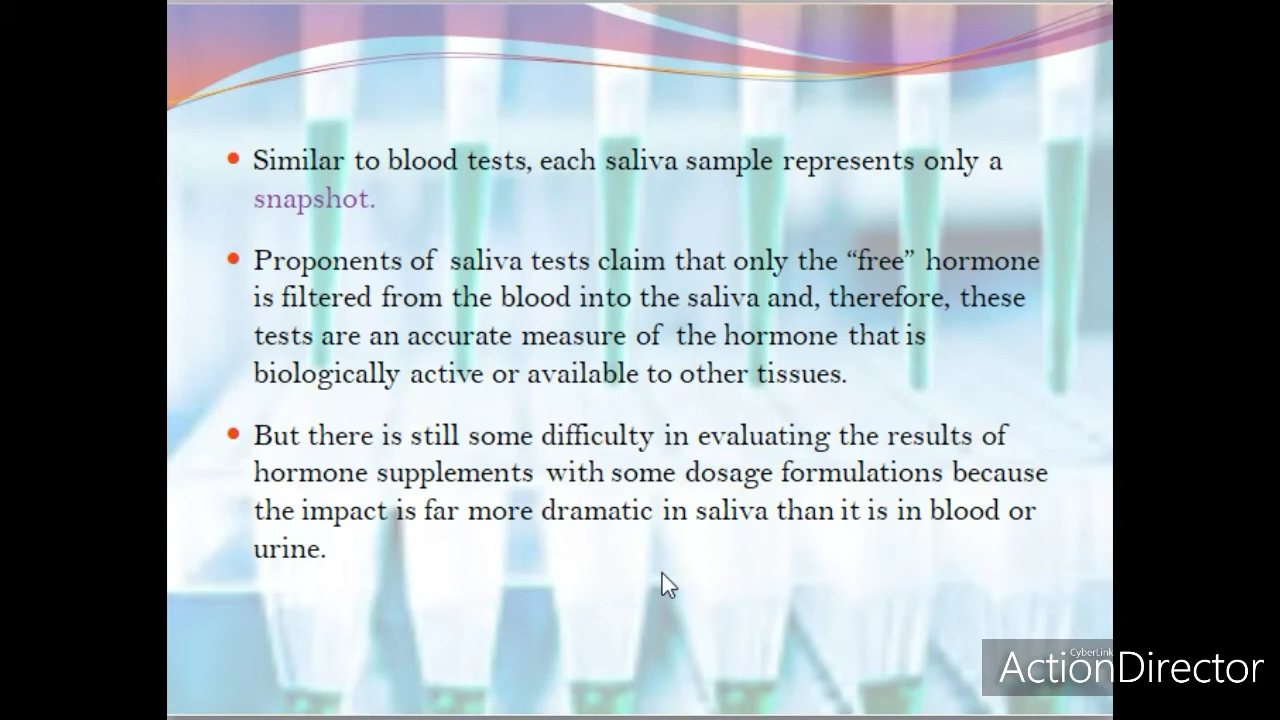 Similar to blood tests, each saliva sample represents only a
snapshot.
Proponents of saliva tests claim that only the “free” hormone
is filtered from the blood into the saliva and, therefore, these
tests are an accurate measure of the hormone that is
biologically active or available to other tissues.
But there is still some difficulty in evaluating the results of
hormone supplements with some dosage formulations because
the impact is far more dramatic in saliva than it is in blood or
urine.
CyberLink
ActionDirector